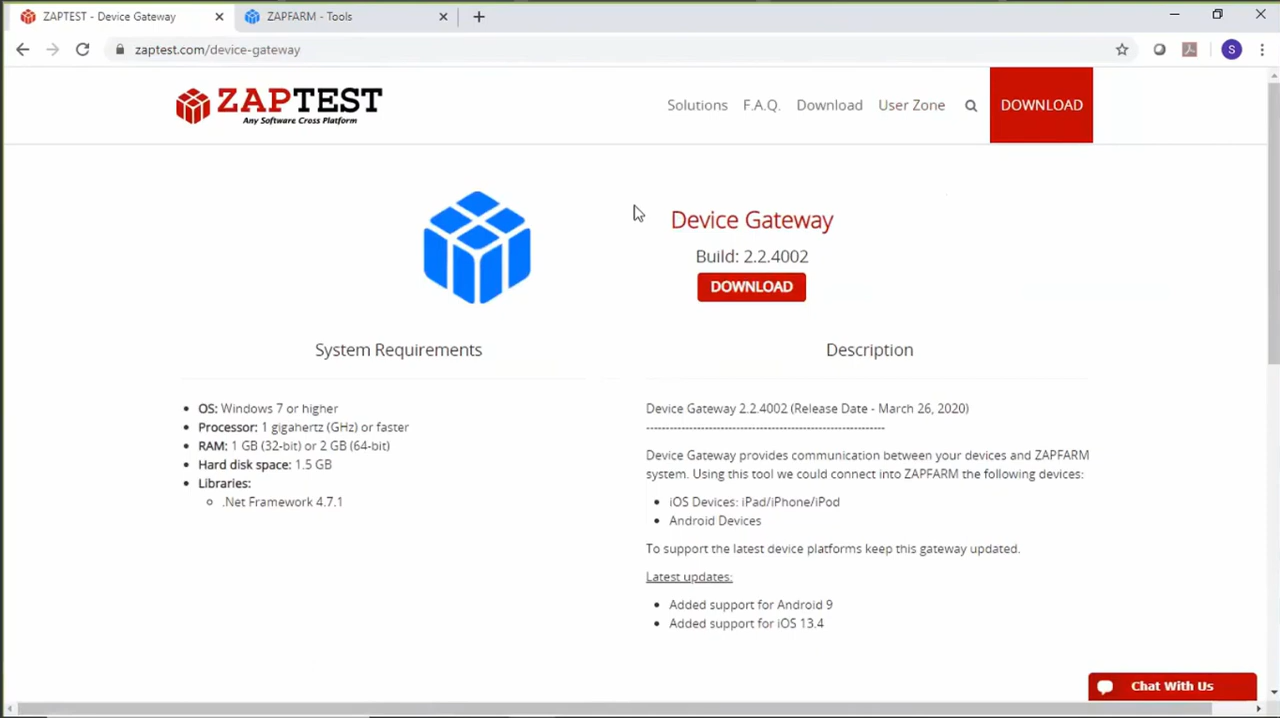 ZAPTEST - Device Gateway
ZAPFARM - Tools
zaptest.com/device-gateway
S
ZAPTEST
Any Software Cross Platform
Solutions F.A.Q. Download User Zone DOWNLOAD
Device Gateway
Build: 2.2.4002
DOWNLOAD
System Requirements
OS: Windows 7 or higher
Processor: 1 gigahertz (GHz) or faster
RAM: 1 GB (32-bit) or 2 GB (64-bit)
Hard disk space: 1.5 GB
Libraries:
.Net Framework 4.7.1
Description
Device Gateway 2.2.4002 (Release Date - March 26, 2020)
------------------------------------------------------------
Device Gateway provides communication between your devices and ZAPFARM
system. Using this tool we could connect into ZAPFARM the following devices:
iOS Devices: iPad/iPhone/iPod
Android Devices
To support the latest device platforms keep this gateway updated.
Latest updates:
Added support for Android 9
Added support for iOS 13.4
Chat With Us